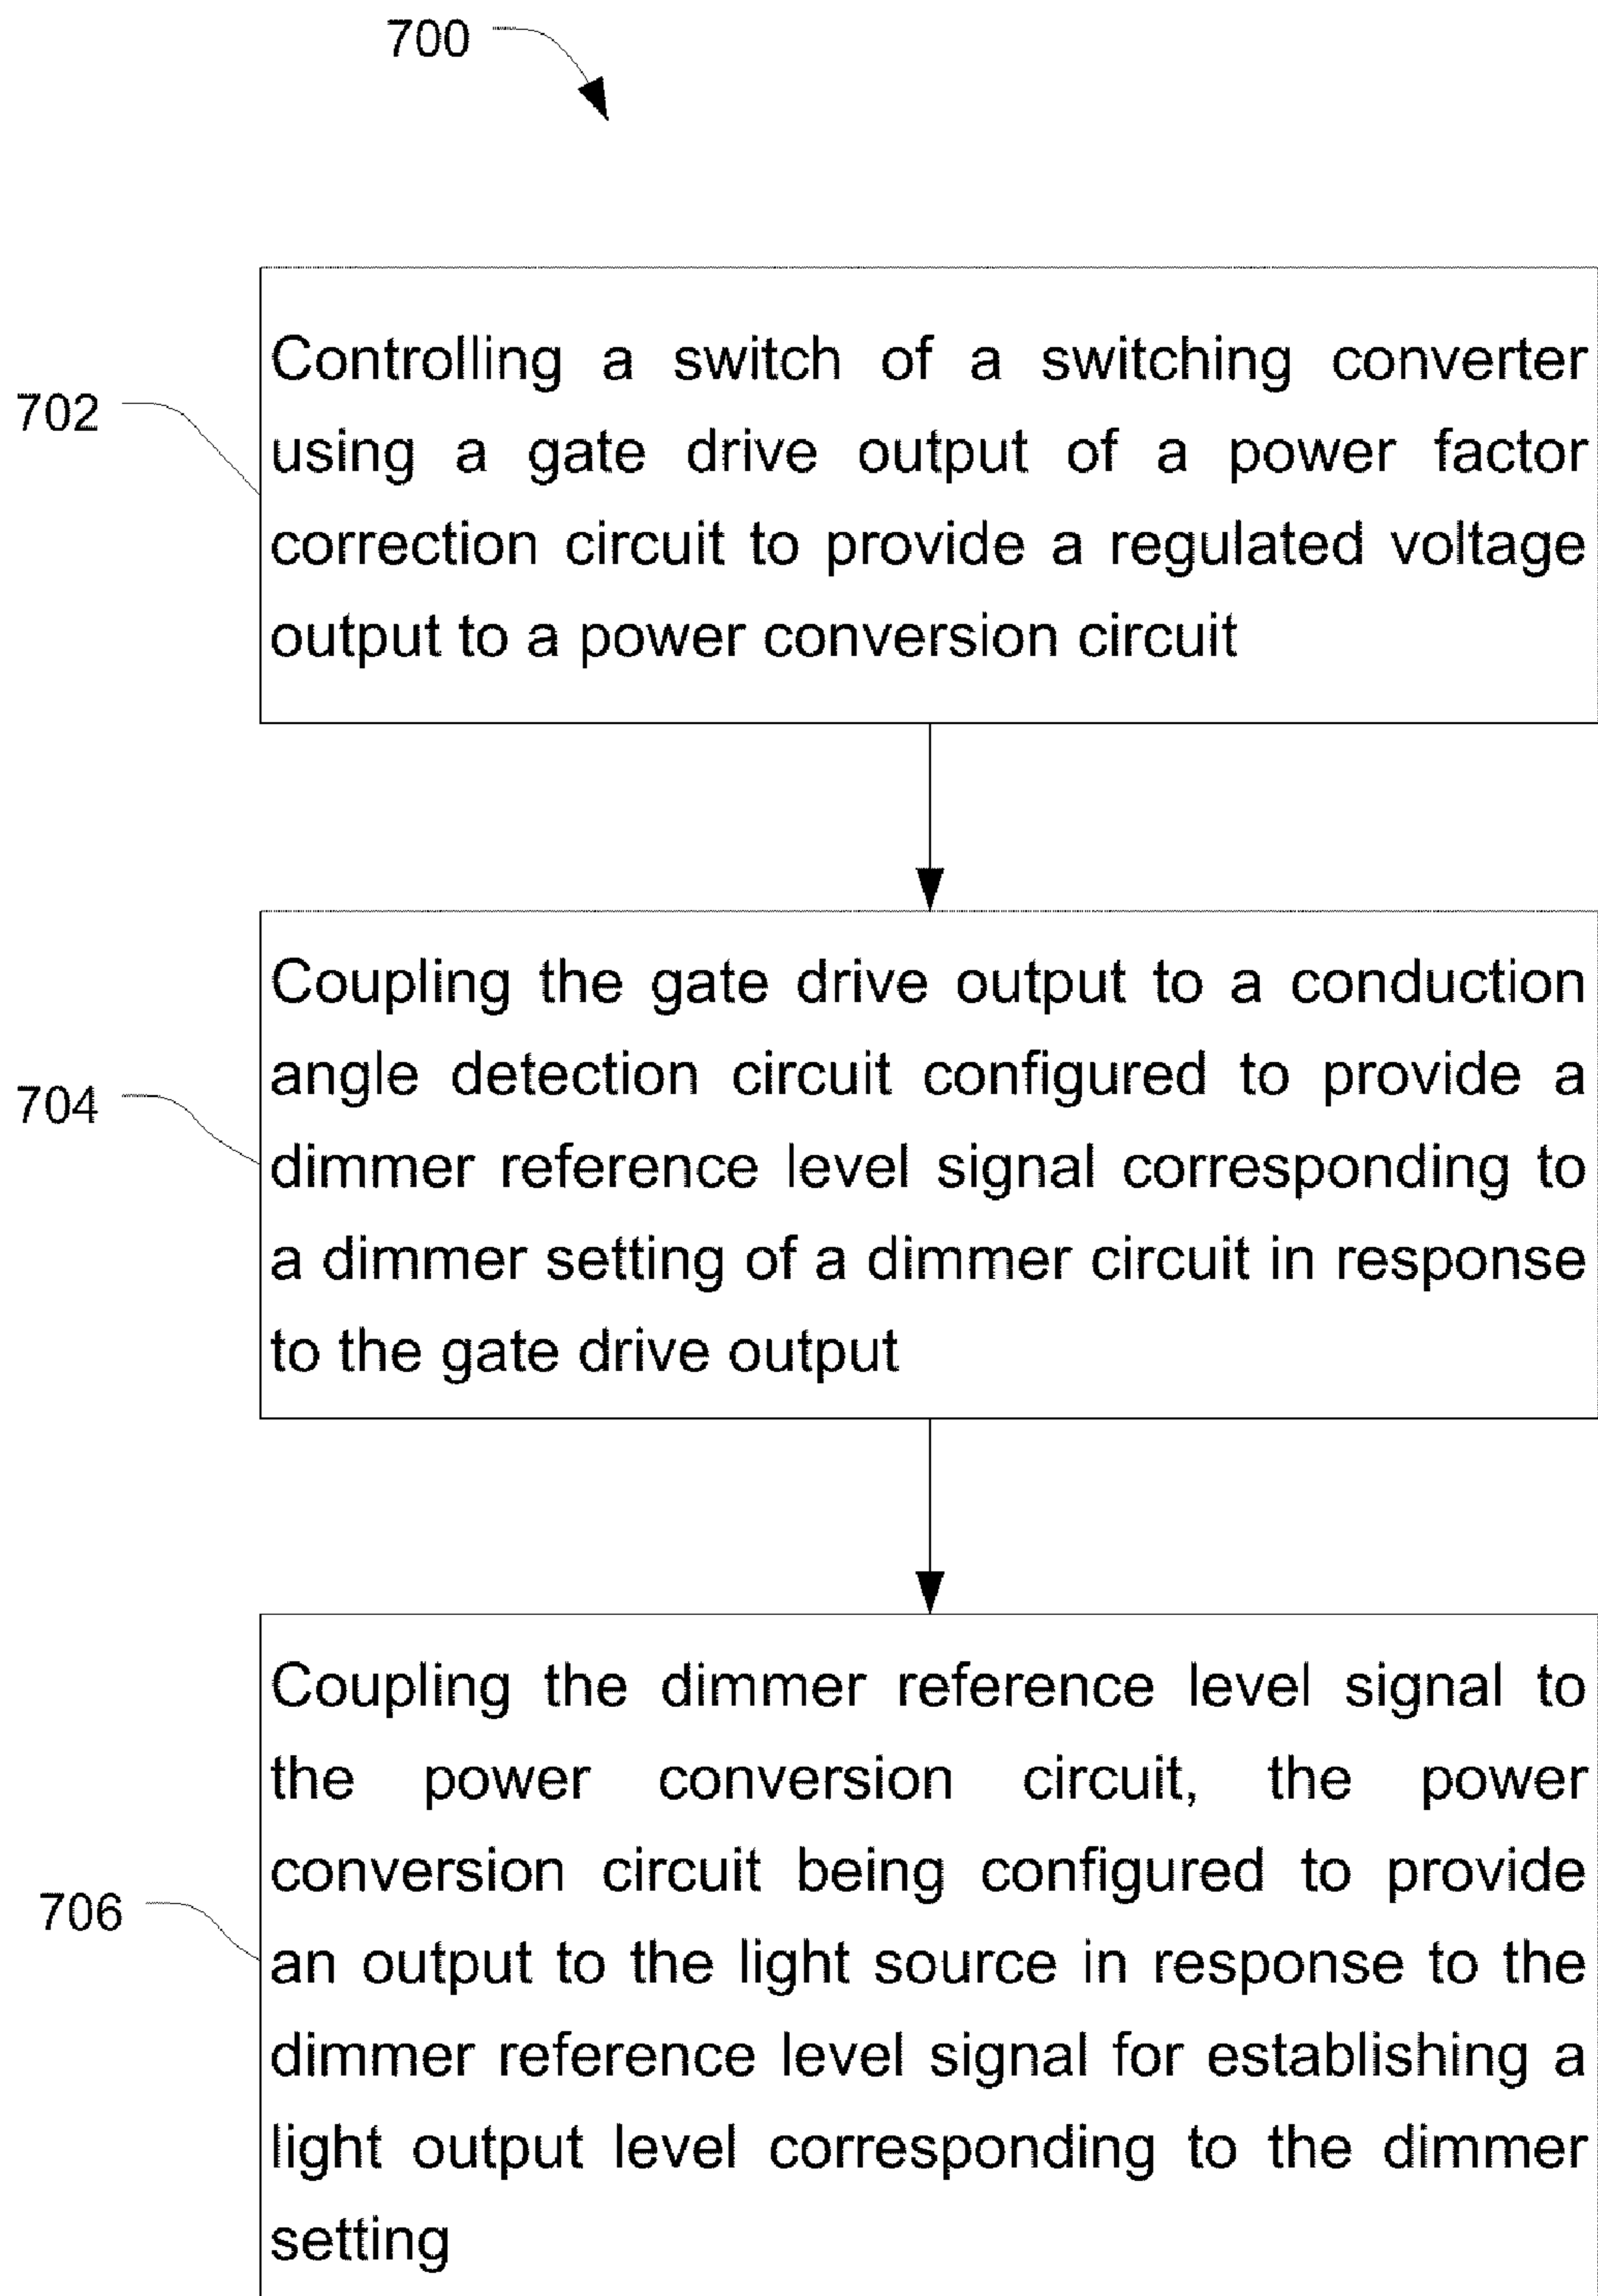 700
702
Controlling a switch of a switching converter
using a gate drive output of a power factor
correction circuit to provide a regulated voltage
output to a power conversion circuit
704
Coupling the gate drive output to a conduction
angle detection circuit configured to provide a
dimmer reference level signal corresponding to
a dimmer setting of a dimmer circuit in response
to the gate drive output
706
Coupling the dimmer reference level signal to
the power conversion circuit, the power
conversion circuit being configured to provide
an output to the light source in response to the
dimmer reference level signal for establishing a
light output level corresponding to the dimmer
setting